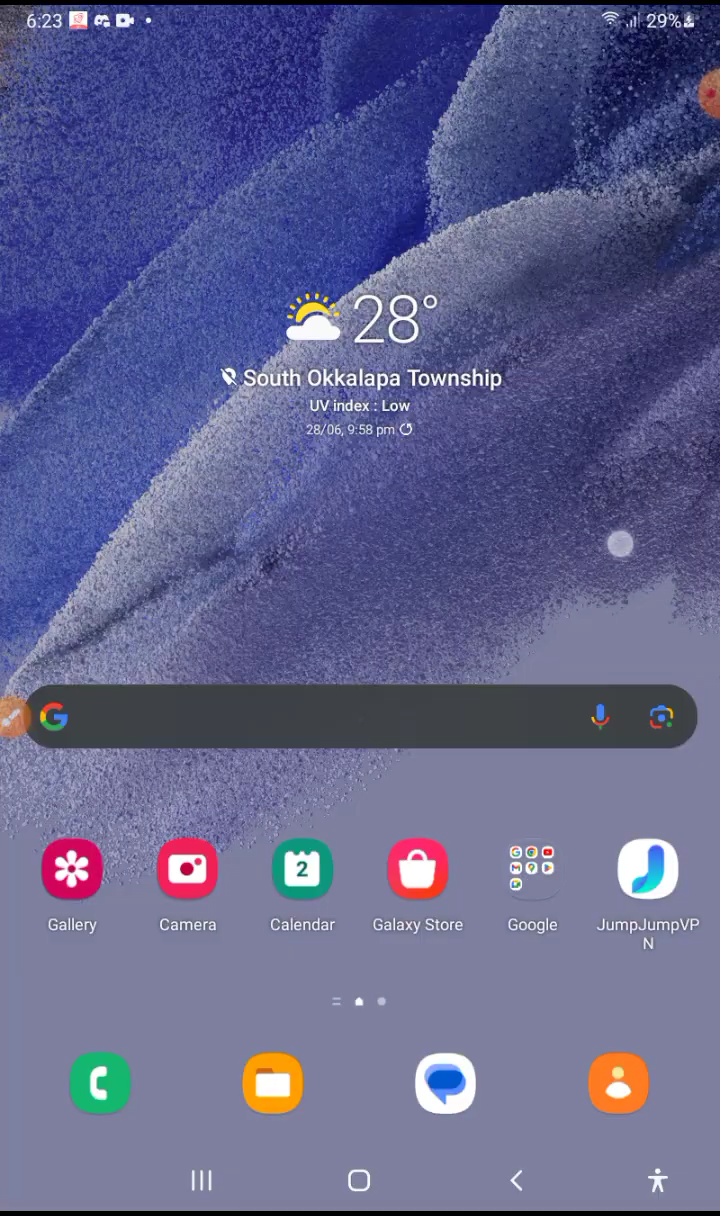 6:23
29%
28°
South Okkalapa Township
UV index : Low
28/06, 9:58 pm
2
Gallery
Camera
Calendar
Galaxy Store
Google
JumpJumpVP
N